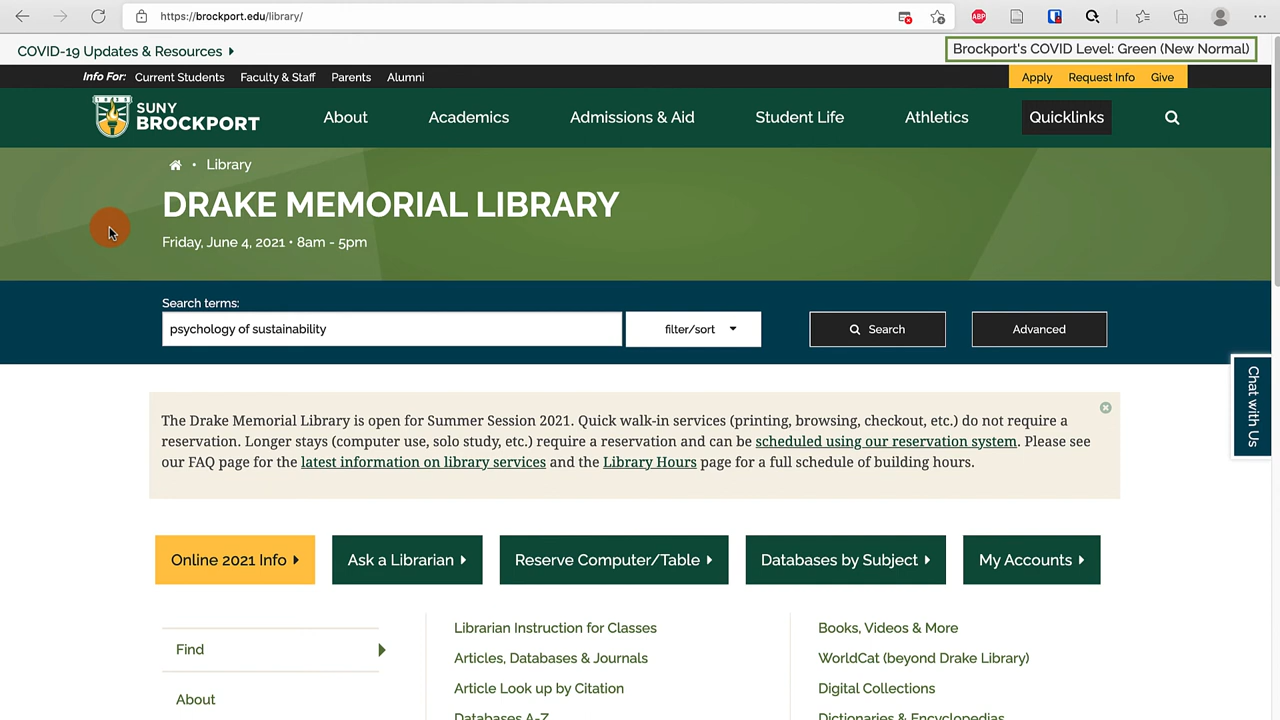 https://brockport.edu/library/
ABP
COVID-19 Updates & Resources
Brockport's COVID Level: Green (New Normal)
Info For: Current Students Faculty & Staff Parents Alumni
Apply Request Info Give
SUNY
BROCKPORT
About Academics Admissions & Aid Student Life Athletics Quicklinks
Library
DRAKE MEMORIAL LIBRARY
Friday, June 4, 2021 • 8am - 5pm
Search terms:
psychology of sustainability
filter/sort
Search
Advanced
Chat with Us
The Drake Memorial Library is open for Summer Session 2021. Quick walk-in services (printing, browsing, checkout, etc.) do not require a
reservation. Longer stays (computer use, solo study, etc.) require a reservation and can be scheduled using our reservation system. Please see
our FAQ page for the latest information on library services and the Library Hours page for a full schedule of building hours.
Online 2021 Info
Ask a Librarian
Reserve Computer/Table
Databases by Subject
My Accounts
Find
About
Librarian Instruction for Classes
Articles, Databases & Journals
Article Look up by Citation
Databases A-Z
Books, Videos & More
WorldCat (beyond Drake Library)
Digital Collections
Dictionaries & Encyclopedias